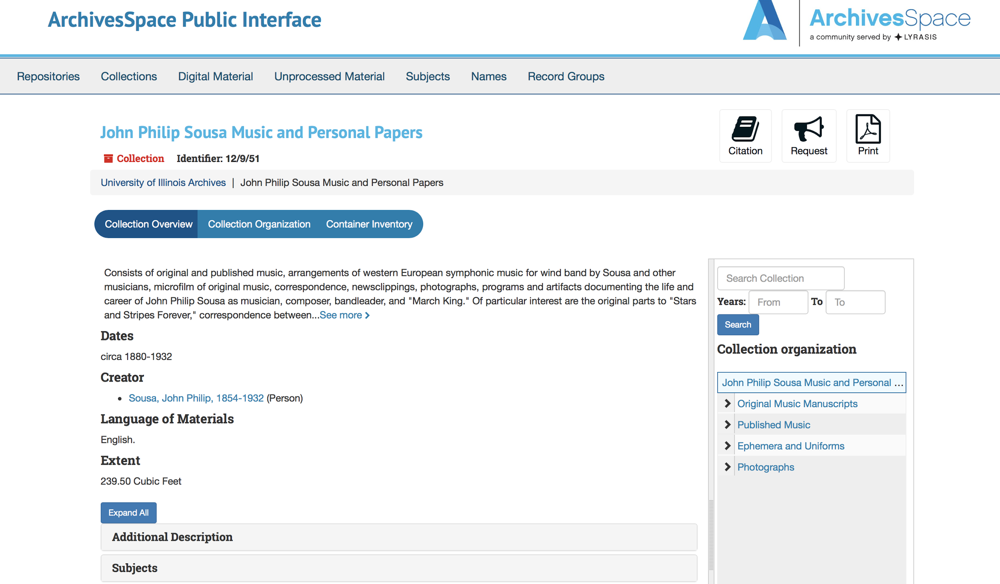 ArchivesSpace Public Interface
ArchivesSpace
a community served by LYRASIS
Repositories Collections Digital Material Unprocessed Material Subjects Names Record Groups
John Philip Sousa Music and Personal Papers
Citation Request Print
Collection Identifier: 12/9/51
University of Illinois Archives | John Philip Sousa Music and Personal Papers
Collection Overview Collection Organization Container Inventory
Consists of original and published music, arrangements of western European symphonic music for wind band by Sousa and other
musicians, microfilm of original music, correspondence, newsclippings, photographs, programs and artifacts documenting the life and
career of John Philip Sousa as musician, composer, bandleader, and "March King." Of particular interest are the original parts to "Stars
and Stripes Forever," correspondence between...See more
Dates
circa 1880-1932
Creator
• Sousa, John Philip, 1854-1932 (Person)
Language of Materials
English.
Extent
239.50 Cubic Feet
Expand All
Additional Description
Subjects
Search Collection
Years: From To To
Search
Collection organization
John Philip Sousa Music and Personal ...
Original Music Manuscripts
Published Music
Ephemera and Uniforms
Photographs